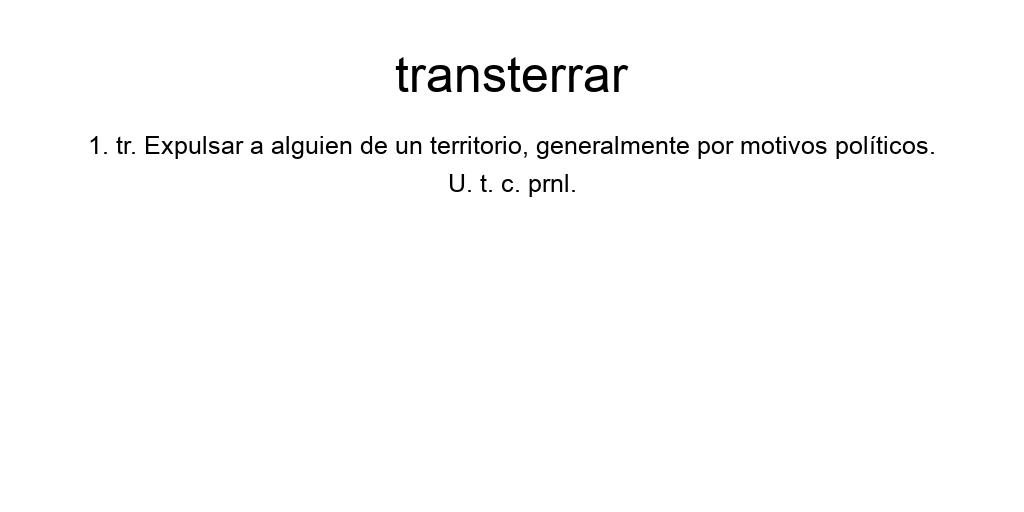 transterrar
1. tr. Expulsar a alguien de un territorio, generalmente por motivos políticos.
U. t. c. prnl.